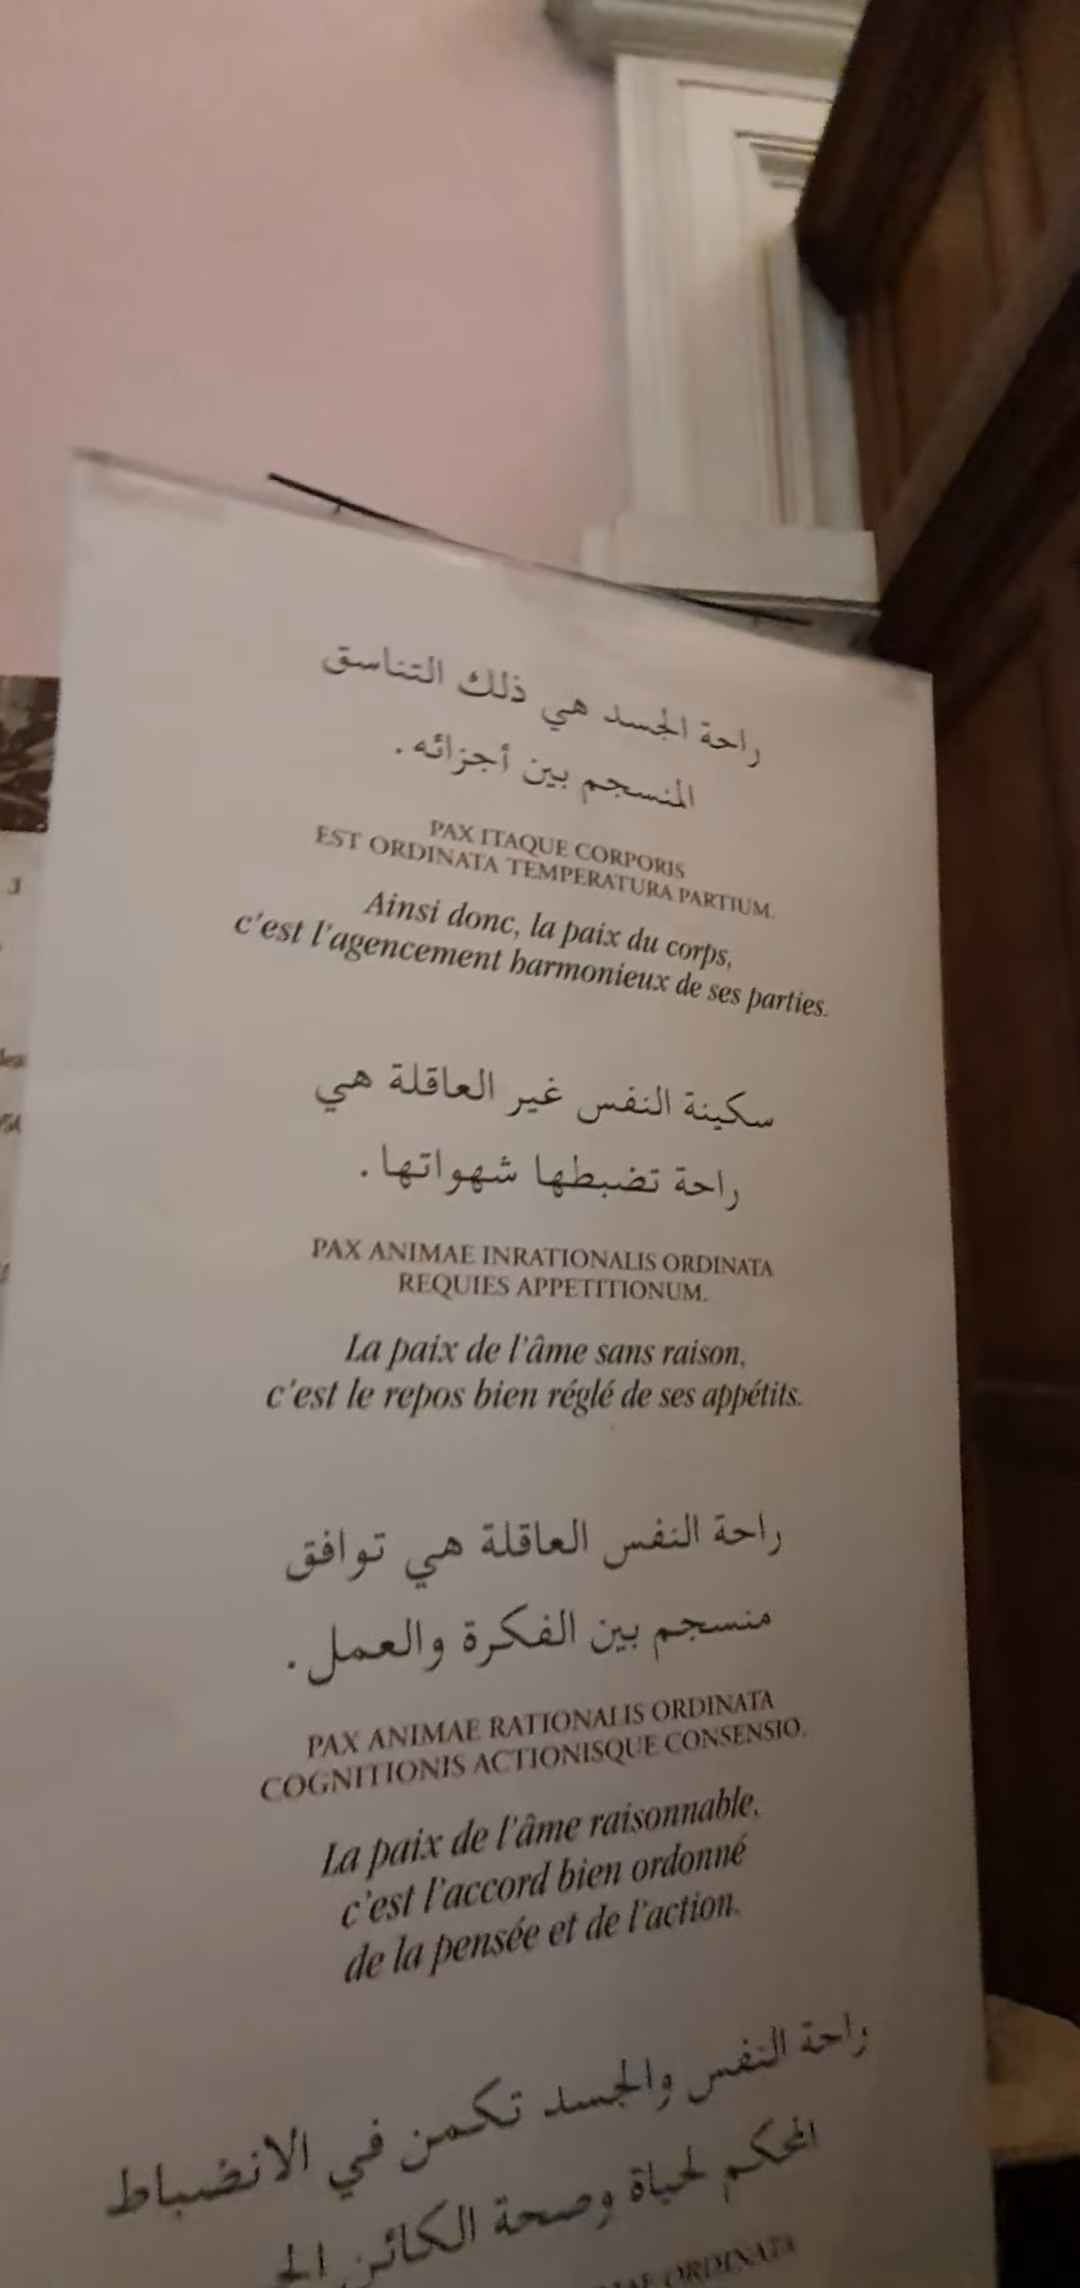 راحة الجسد هي ذلك التناسق
المنسجم بين أجزائه .
PAX ITAQUE CORPORIS
EST ORDINATA TEMPERATURA PARTIUM.
Ainsi donc, la paix du corps,
c'est l'agencement harmonieux de ses parties.
سكينة النفس غير العاقلة هي
راحة تضبطها شهواتها .
PAX ANIMAE INRATIONALIS ORDINATA
REQUIES APPETITIONUM.
La paix de l'âme sans raison,
c'est le repos bien réglé de ses appétits.
راحة النفس العاقلة هي توافق
منسجم بين الفكرة والعمل .
PAX ANIMAE RATIONALIS ORDINATA
COGNITIONIS ACTIONISQUE CONSENSIO.
La paix de l'âme raisonnable,
c'est l'accord bien ordonné
de la pensée et de l'action.
راحة النفس والجسد تكمن في الانضباط
المحكم لحياة وصحة الكائن
ORDINATA